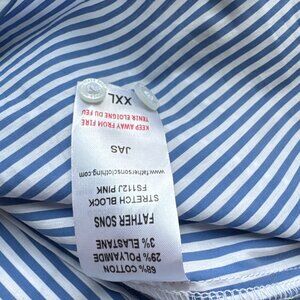 68% COTTON
29% POLYAMIDE
3% ELASTANE
FATHER SONS
STRETCH BLOCK
PINK
www.fathersonsclothing.com
JAS
KEEP AWAY FROM FIRE
TENIR ELOIGNE DU FEU
XXL